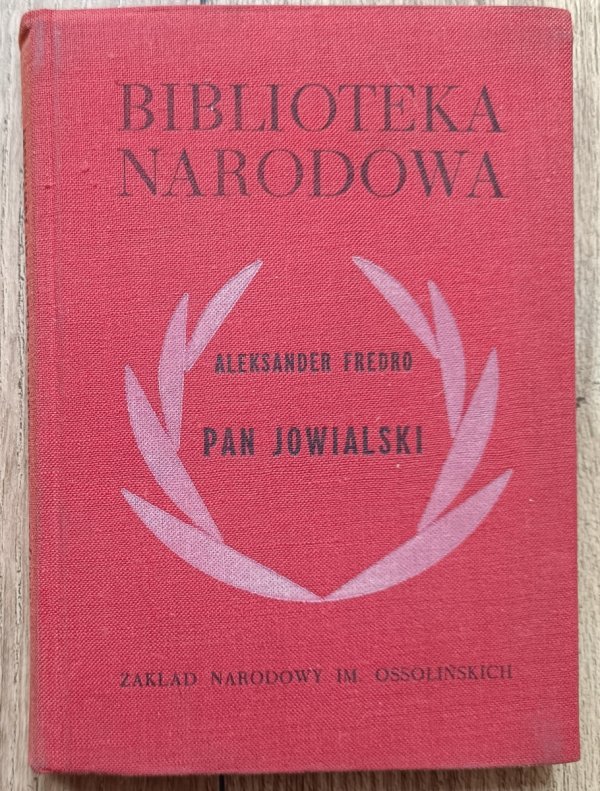 BIBLIOTEKA
NARODOWA
ALEKSANDER FREDRO
PAN JOWIALSKI
ZAKŁAD NARODOWY IM. OSSOLIŃSKICH